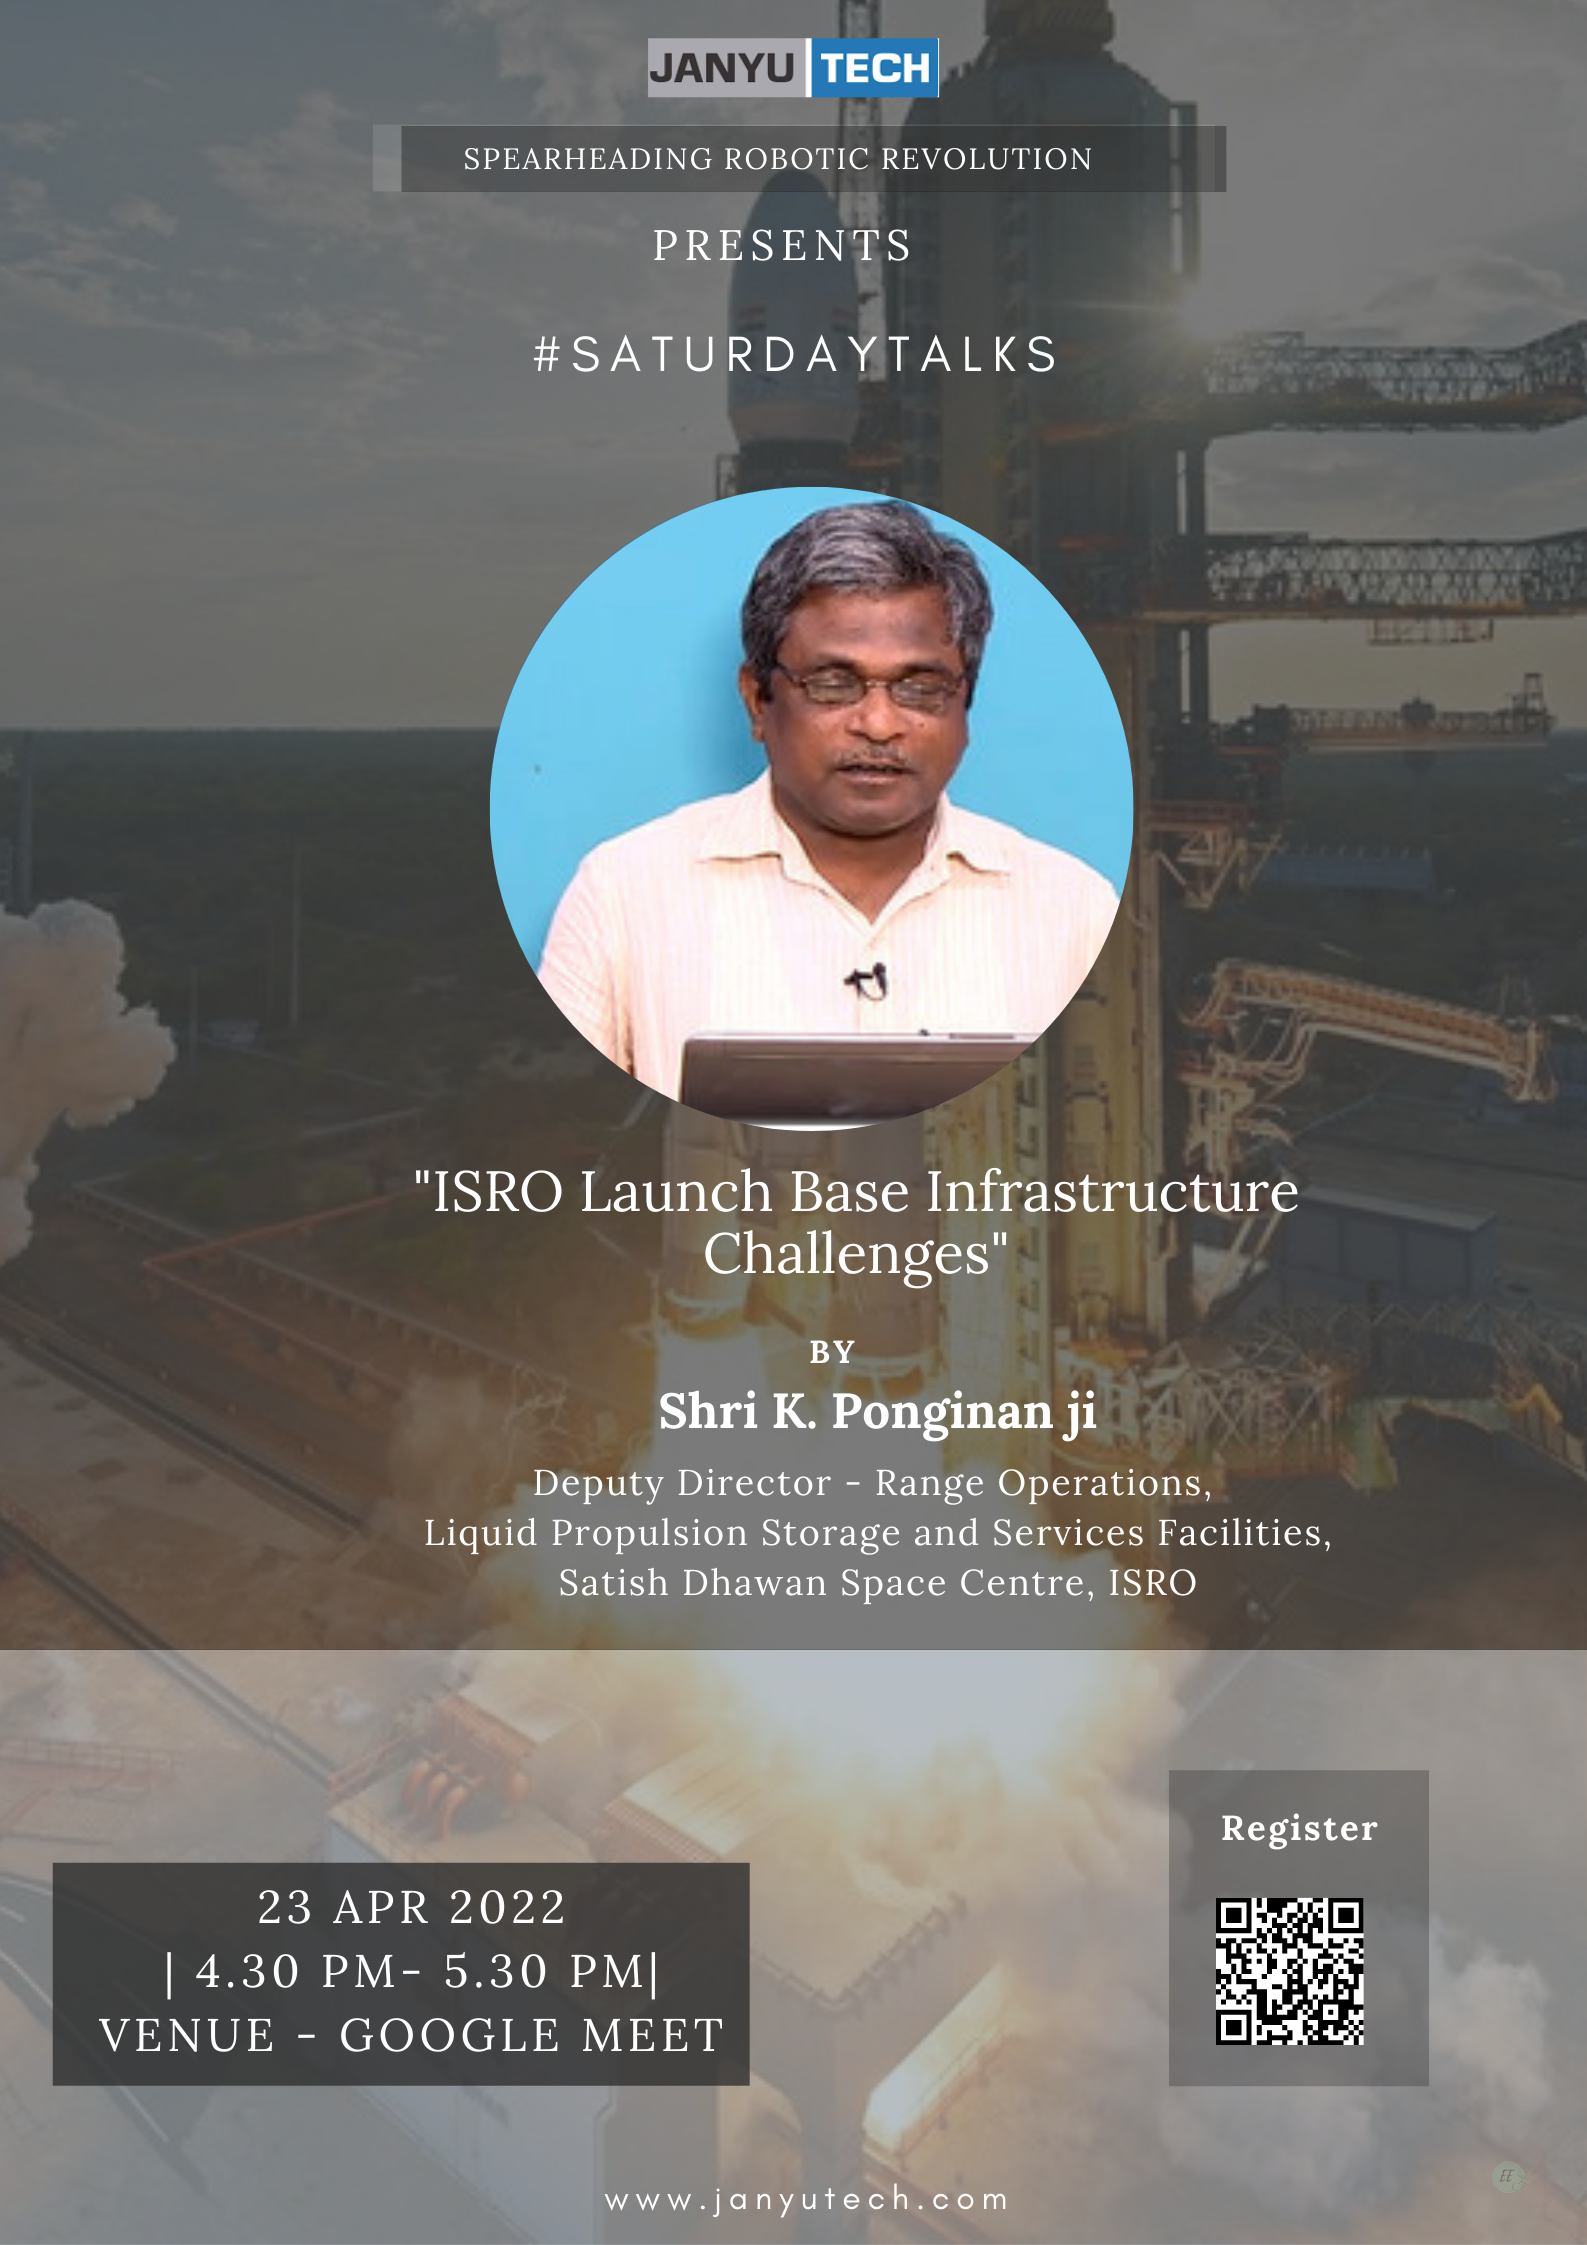 JANYU TECH
SPEARHEADING ROBOTIC REVOLUTION
PRESENTS
#SATURDAYTALKS
"ISRO Launch Base Infrastructure
Challenges"
BY
Shri K. Ponginan ji
Deputy Director - Range Operations,
Liquid Propulsion Storage and Services Facilities,
Satish Dhawan Space Centre, ISRO
Register
23 APR 2022
| 4.30 PM- 5.30 PM|
VENUE - GOOGLE MEET
www.janyutech.com